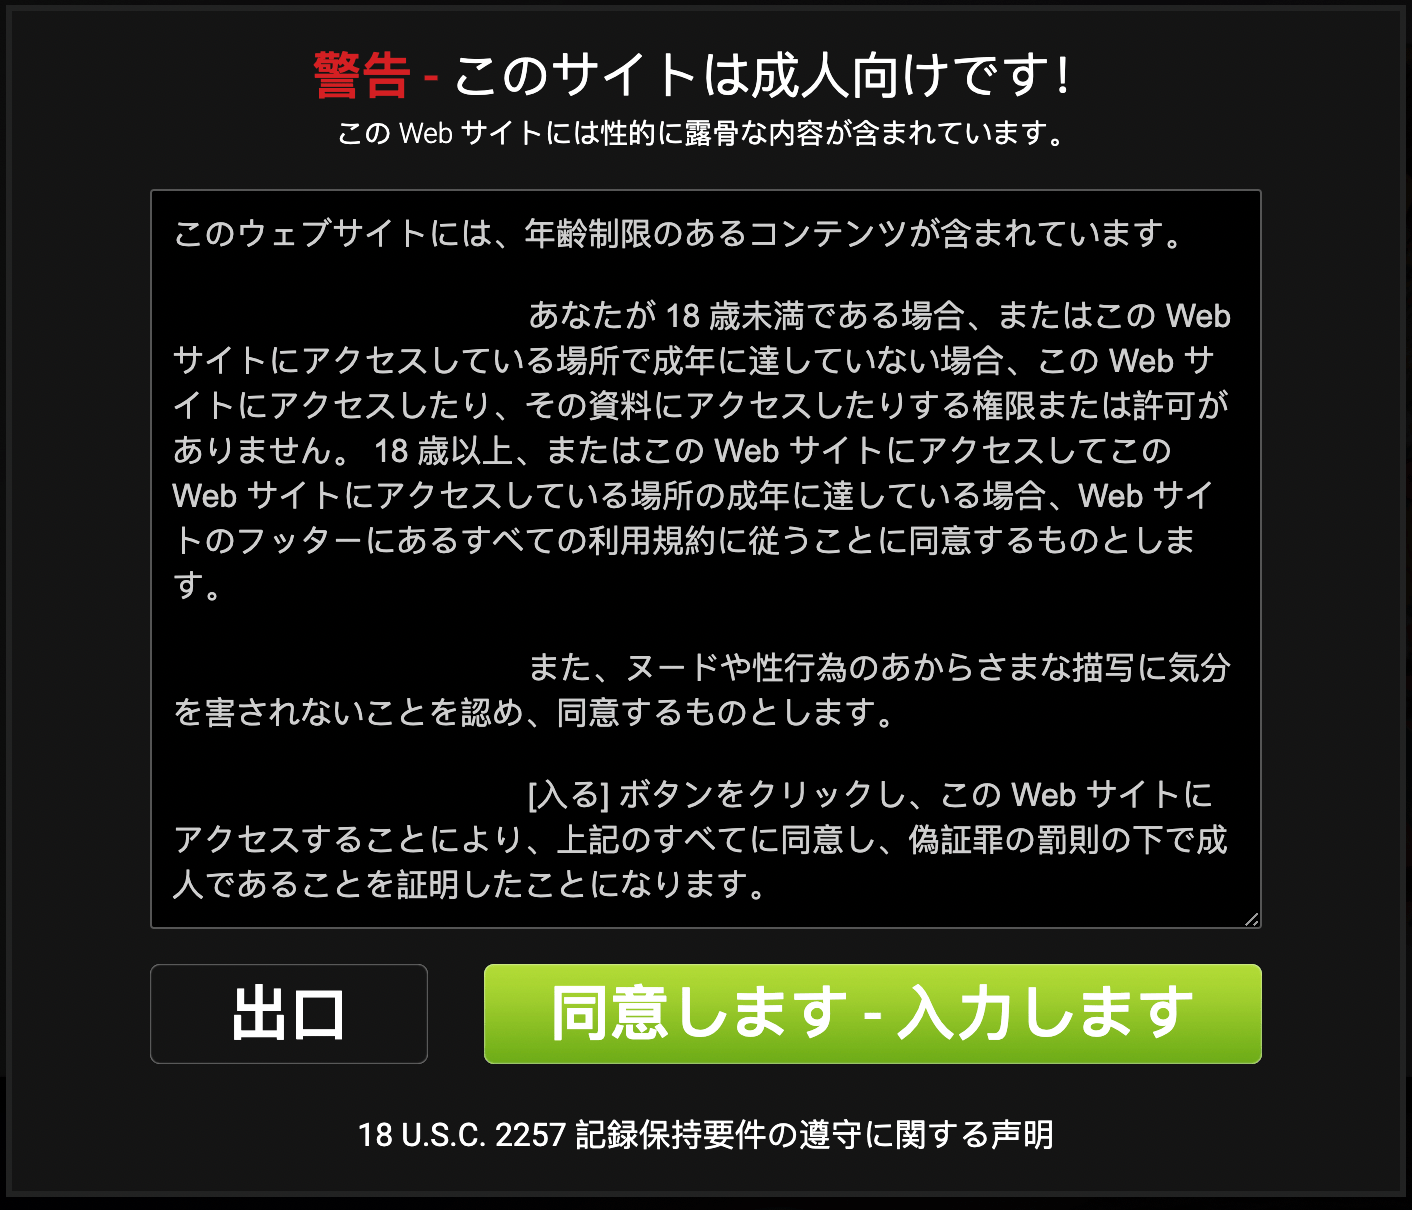 警告 - このサイトは成人向けです!
この Web サイトには性的に露骨な内容が含まれています。
このウェブサイトには、年齢制限のあるコンテンツが含まれています。
あなたが 18 歳未満である場合、またはこの Web
サイトにアクセスしている場所で成年に達していない場合、この Web サ
イトにアクセスしたり、その資料にアクセスしたりする権限または許可が
ありません。 18 歳以上、またはこの Web サイトにアクセスしてこの
Web サイトにアクセスしている場所の成年に達している場合、Web サイ
トのフッターにあるすべての利用規約に従うことに同意するものとしま
す。
また、ヌードや性行為のあからさまな描写に気分
を害されないことを認め、同意するものとします。
[入る] ボタンをクリックし、この Web サイトに
アクセスすることにより、上記のすべてに同意し、偽証罪の罰則の下で成
人であることを証明したことになります。
出口
同意します - 入力します
18 U.S.C. 2257 記録保持要件の遵守に関する声明